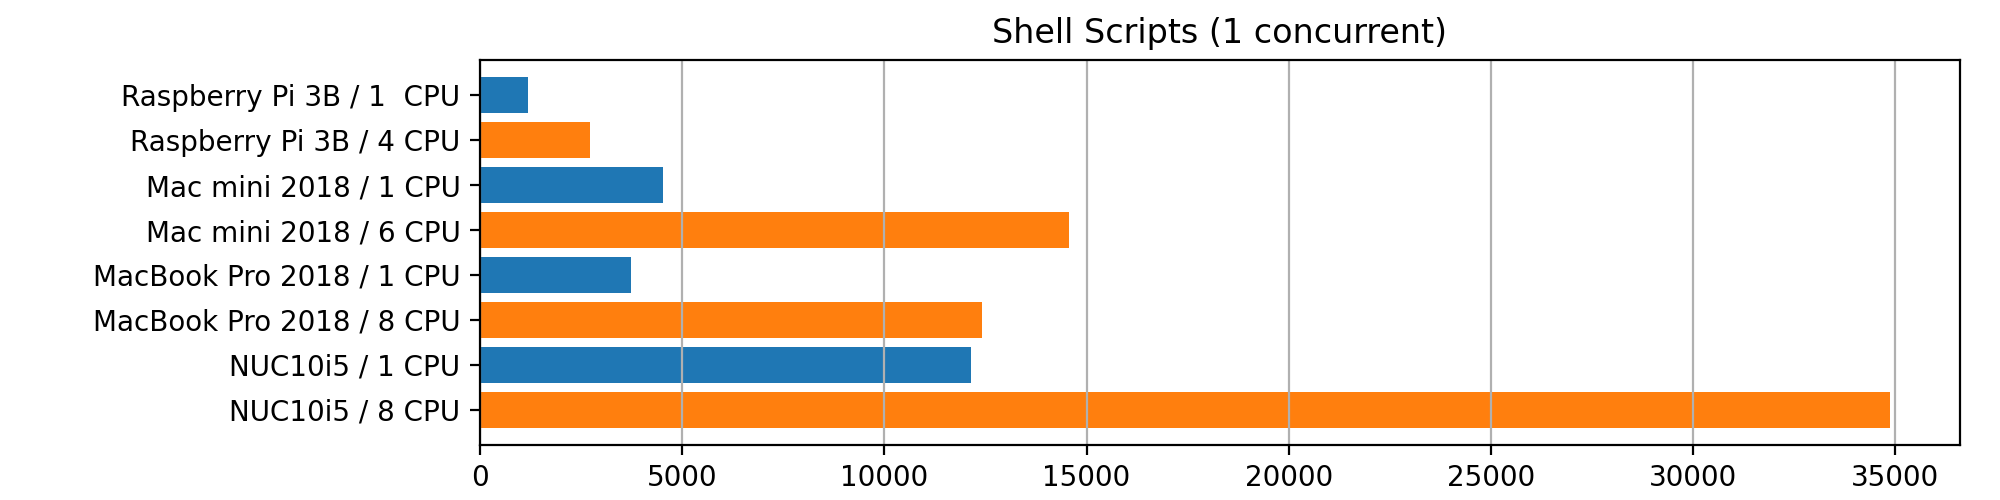 Shell Scripts (1 concurrent)
Raspberry Pi 3B / 1  CPU
Raspberry Pi 3B / 4 CPU
Mac mini 2018 / 1 CPU
Mac mini 2018 / 6 CPU
MacBook Pro 2018 / 1 CPU
MacBook Pro 2018 / 8 CPU
NUC10i5 / 1 CPU
NUC10i5 / 8 CPU
0 5000 10000 15000 20000 25000 30000 35000